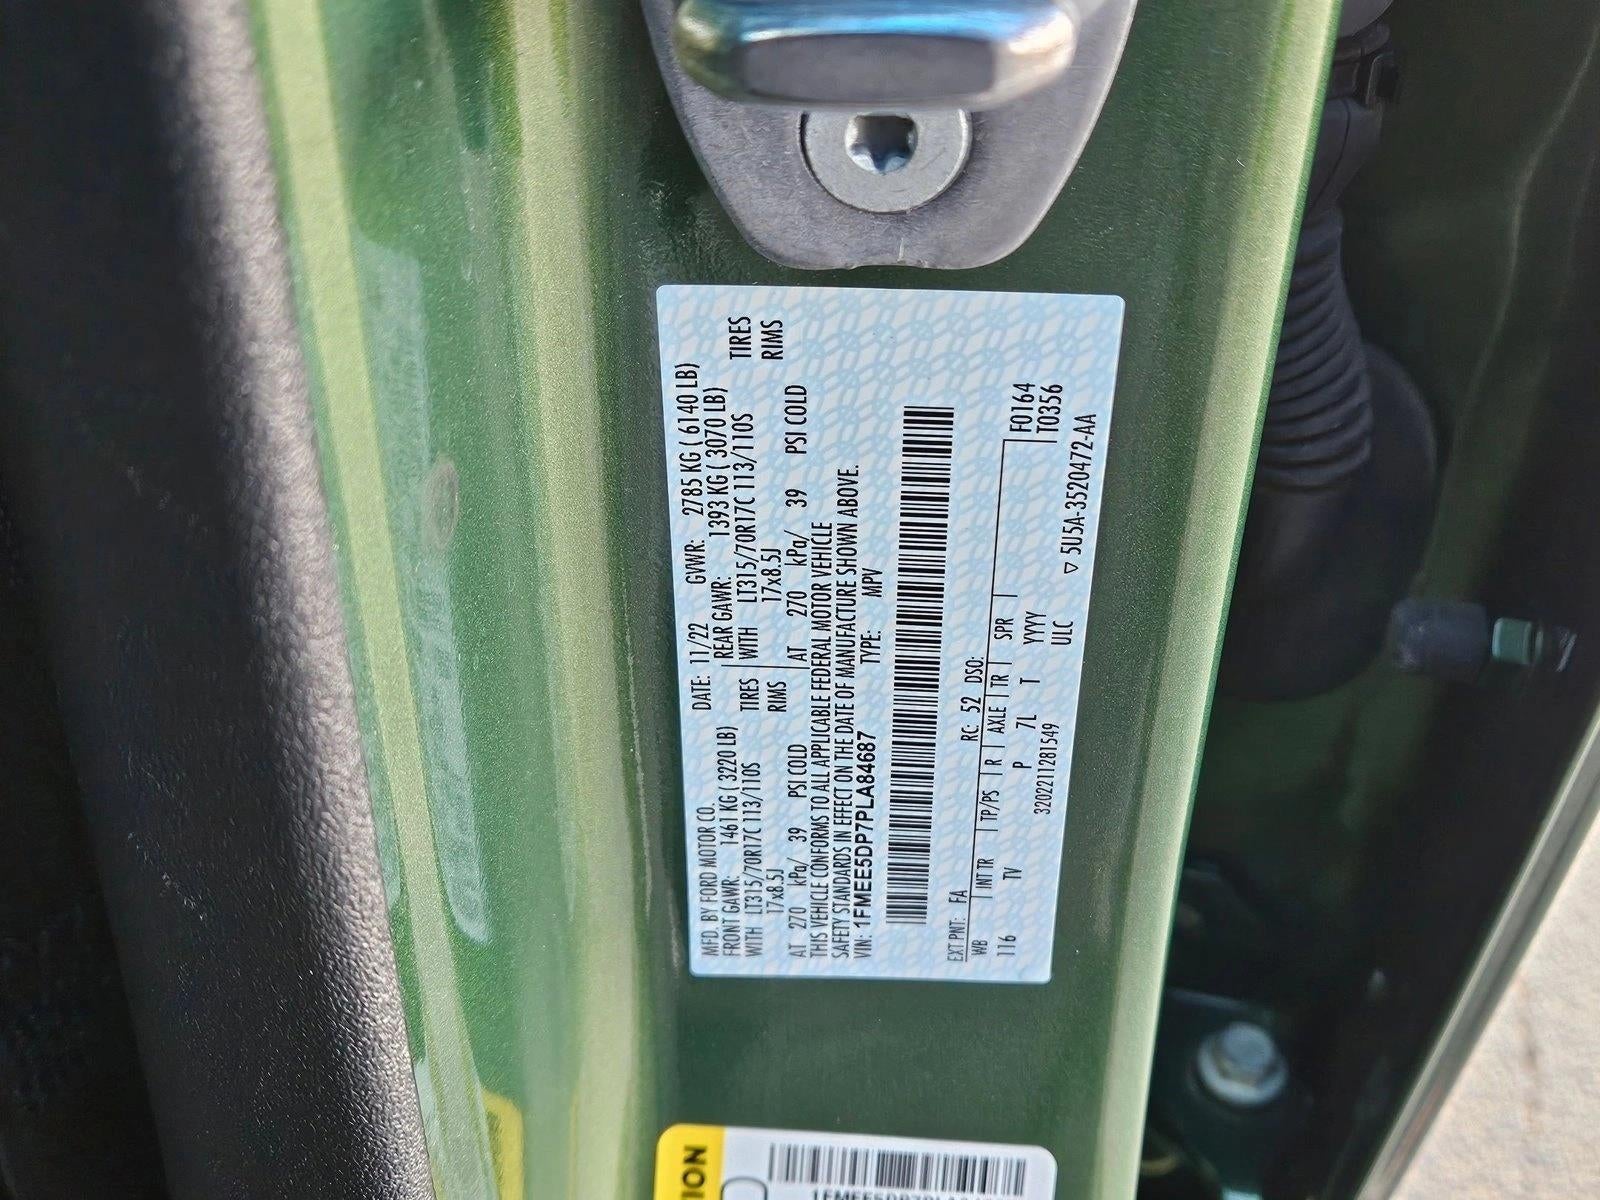 MFD. BY FORD MOTOR CO.
DATE: 11/22 GVWR: 2785 KG ( 6140 LB)
FRONT GAWR: 1461 KG ( 3220 LB) REAR GAWR: 1393 KG ( 3070 LB)
WITH LT315/70R17C 113/110S TIRES WITH LT315/70R17C 113/110S TIRES
17x8.5J RIMS 17x8.5J RIMS
AT 270 kPa/ 39 PSI COLD AT 270 kPa/ 39 PSI COLD
THIS VEHICLE CONFORMS TO ALL APPLICABLE FEDERAL MOTOR VEHICLE
SAFETY STANDARDS IN EFFECT ON THE DATE OF MANUFACTURE SHOWN ABOVE.
VIN: 1FMEE5DP7PLA84687 TYPE: MPV
EXT PNT: FA RC: 52 DSO:
WB INT TR TP/PS R AXLE TR SPR F0164
116 TV P 7L T YYYY T0356
3202211281549 ULC
▽ 5U5A-3520472-AA